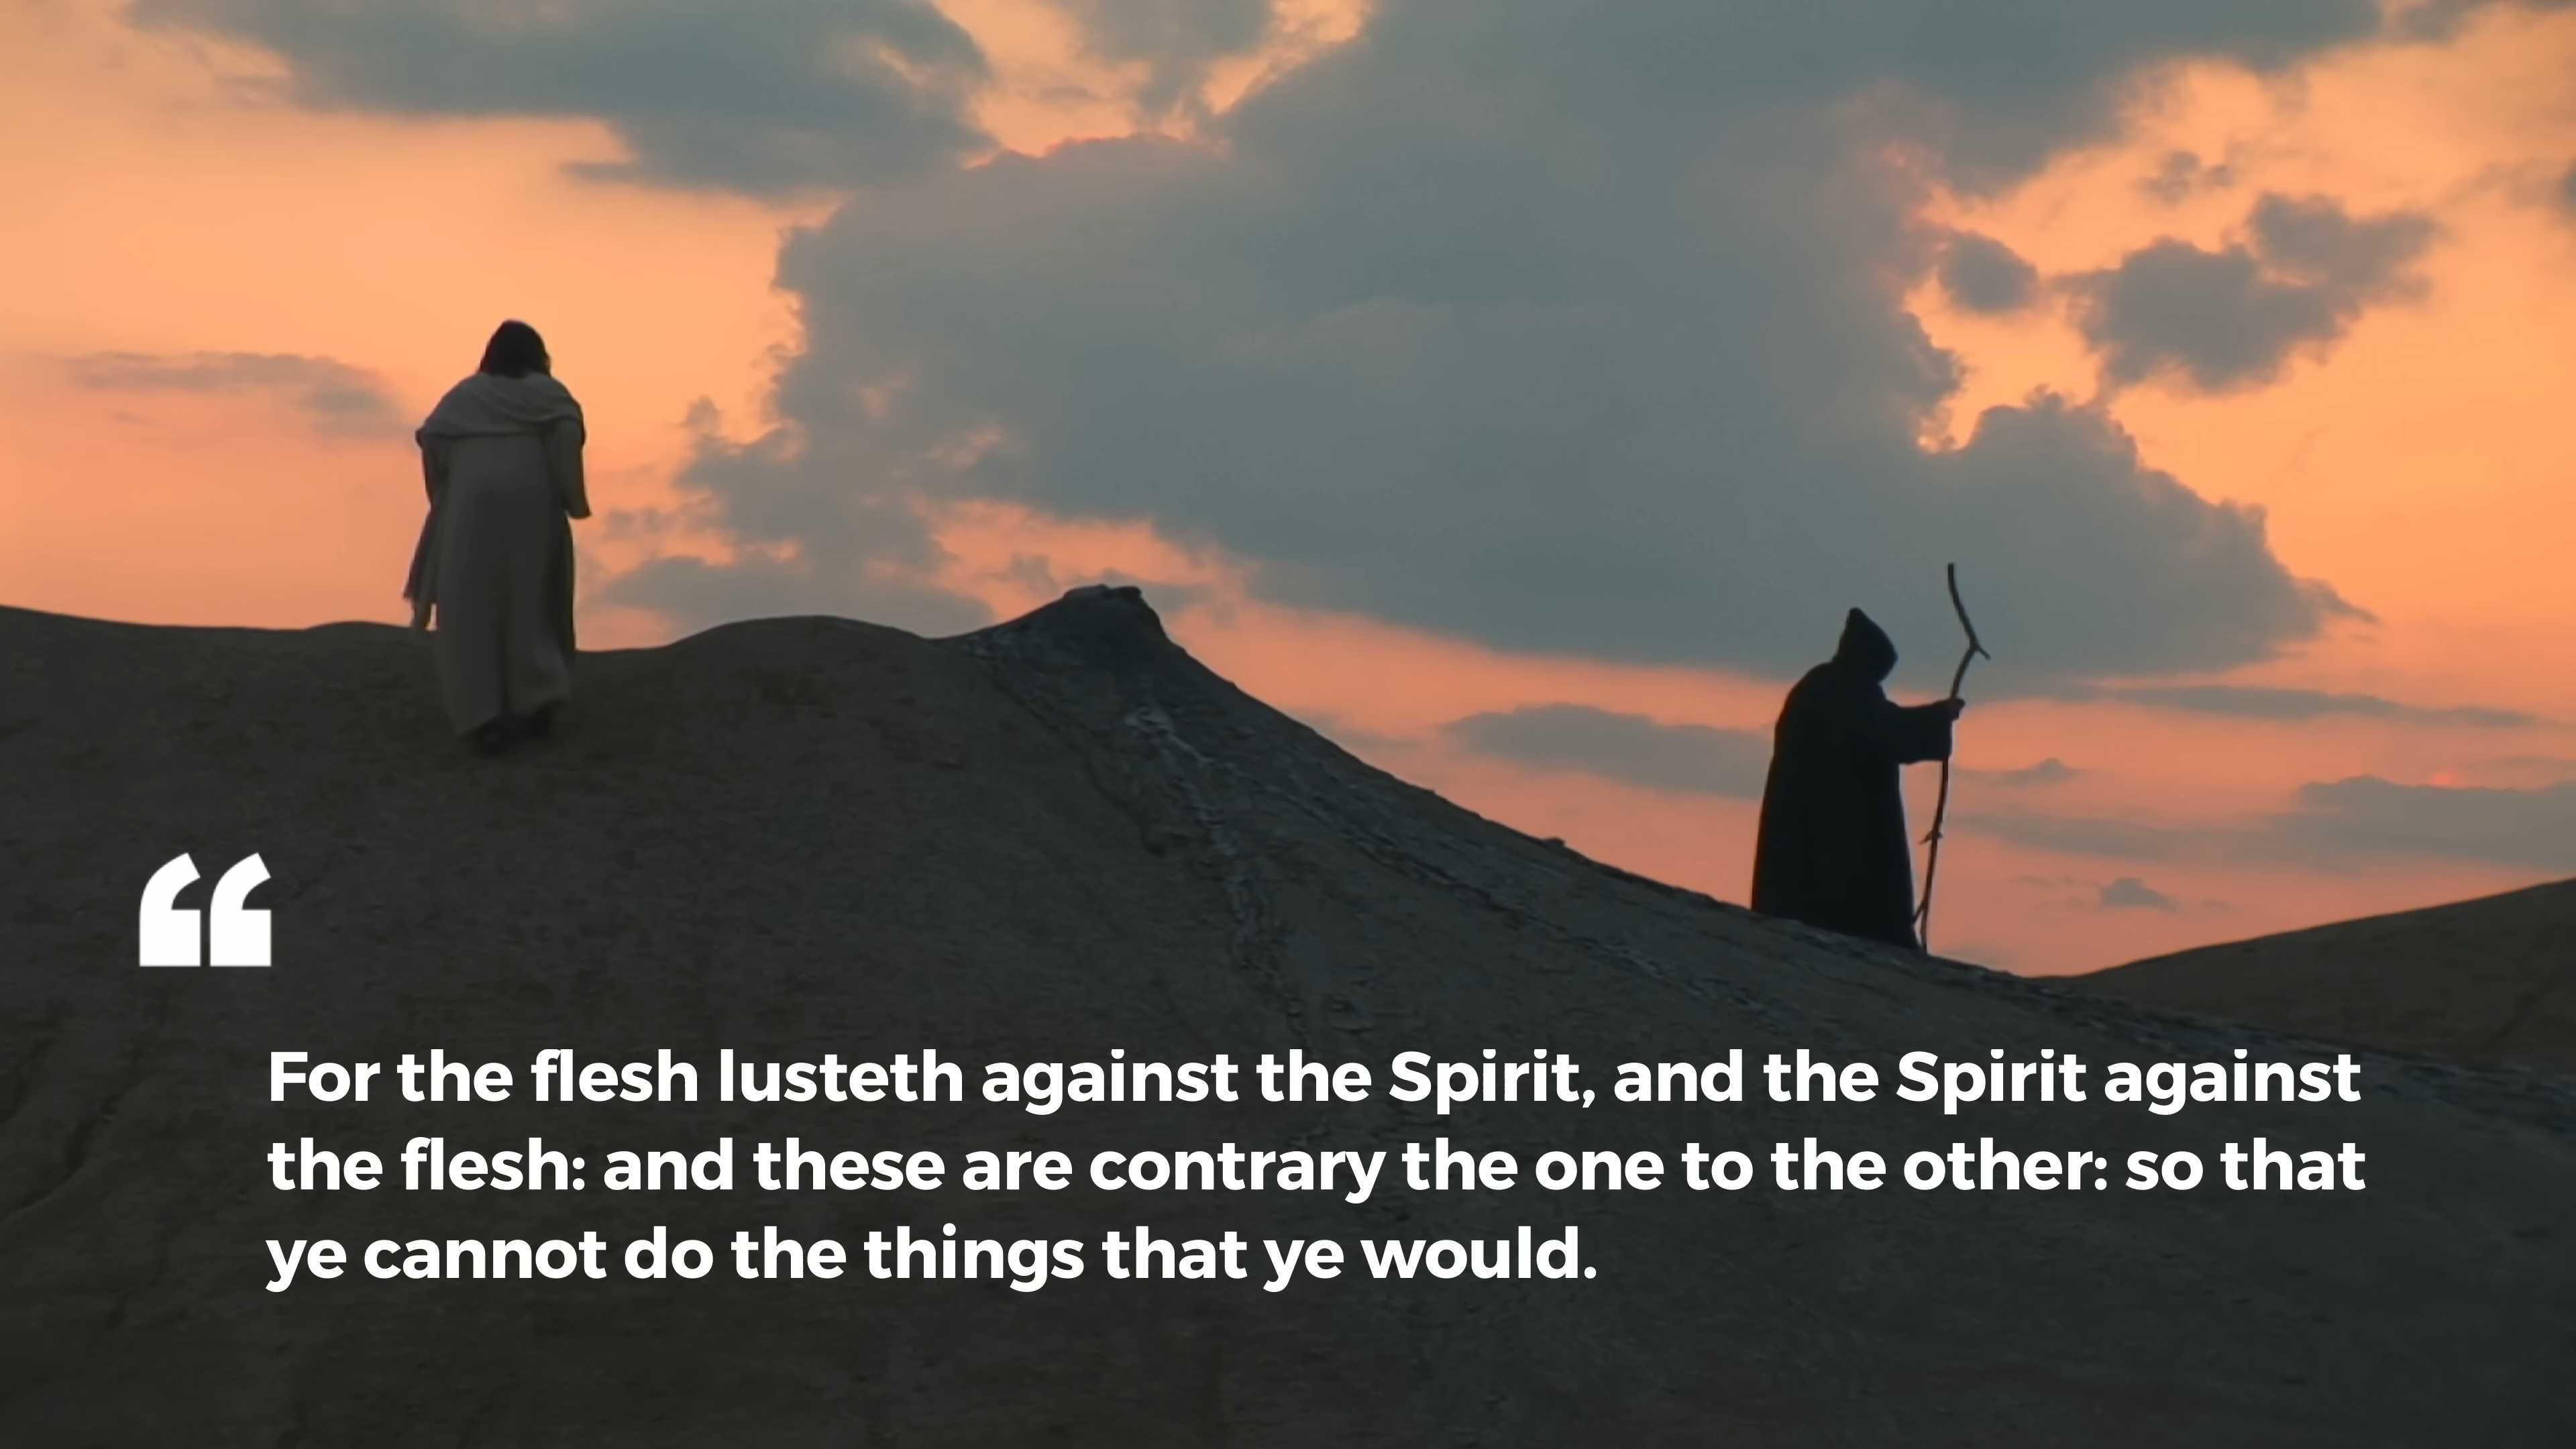 “
For the flesh lusteth against the Spirit, and the Spirit against
the flesh: and these are contrary the one to the other: so that
ye cannot do the things that ye would.